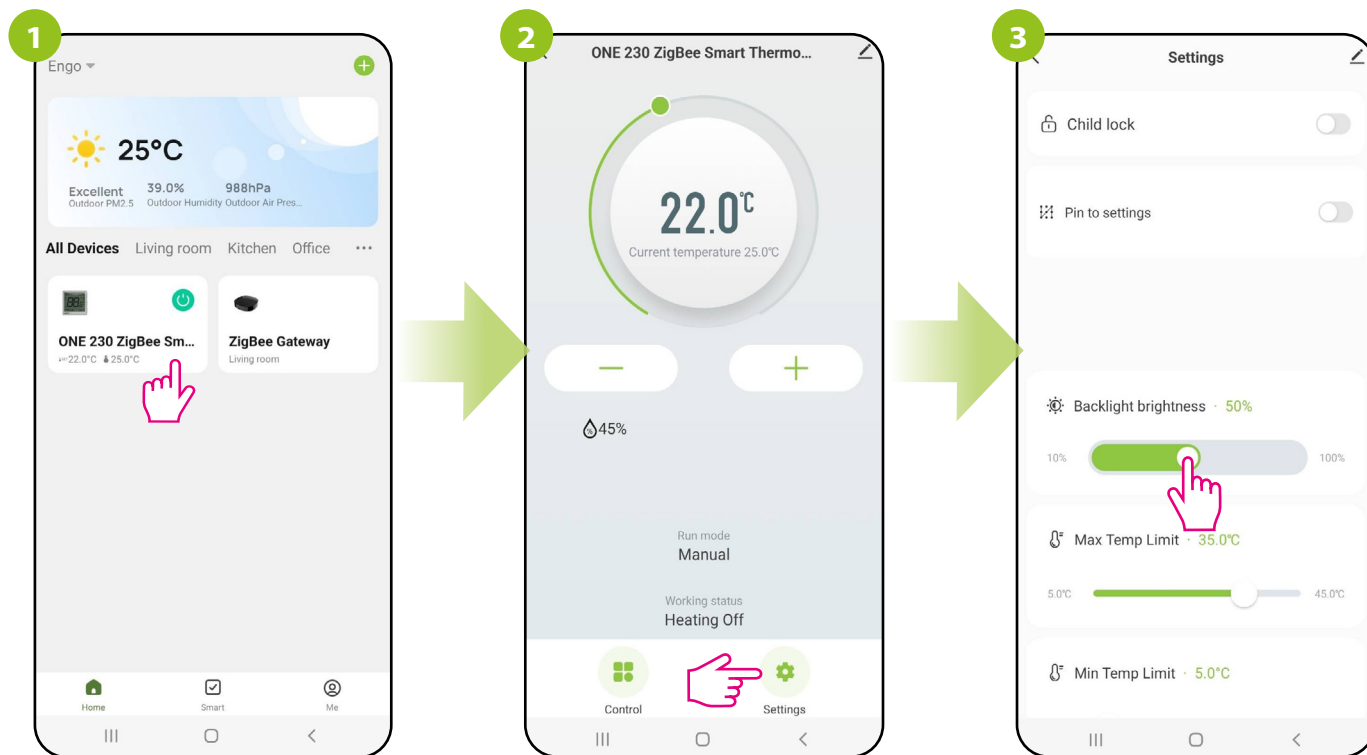 1
Engo
25°C
Excellent 39.0% 988hPa
Outdoor PM2.5 Outdoor Humidity Outdoor Air Pres...
All Devices Living room Kitchen Office ...
88
ONE 230 ZigBee Sm... ZigBee Gateway
22.0°C 25.0°C Living room
Home Smart Me
2
ONE 230 ZigBee Smart Thermo...
22.0°C
Current temperature 25.0°C
45%
Run mode
Manual
Working status
Heating Off
Control Settings
3
Settings
Child lock
Pin to settings
Backlight brightness · 50%
10% 100%
Max Temp Limit · 35.0°C
5.0°C 45.0°C
Min Temp Limit · 5.0°C